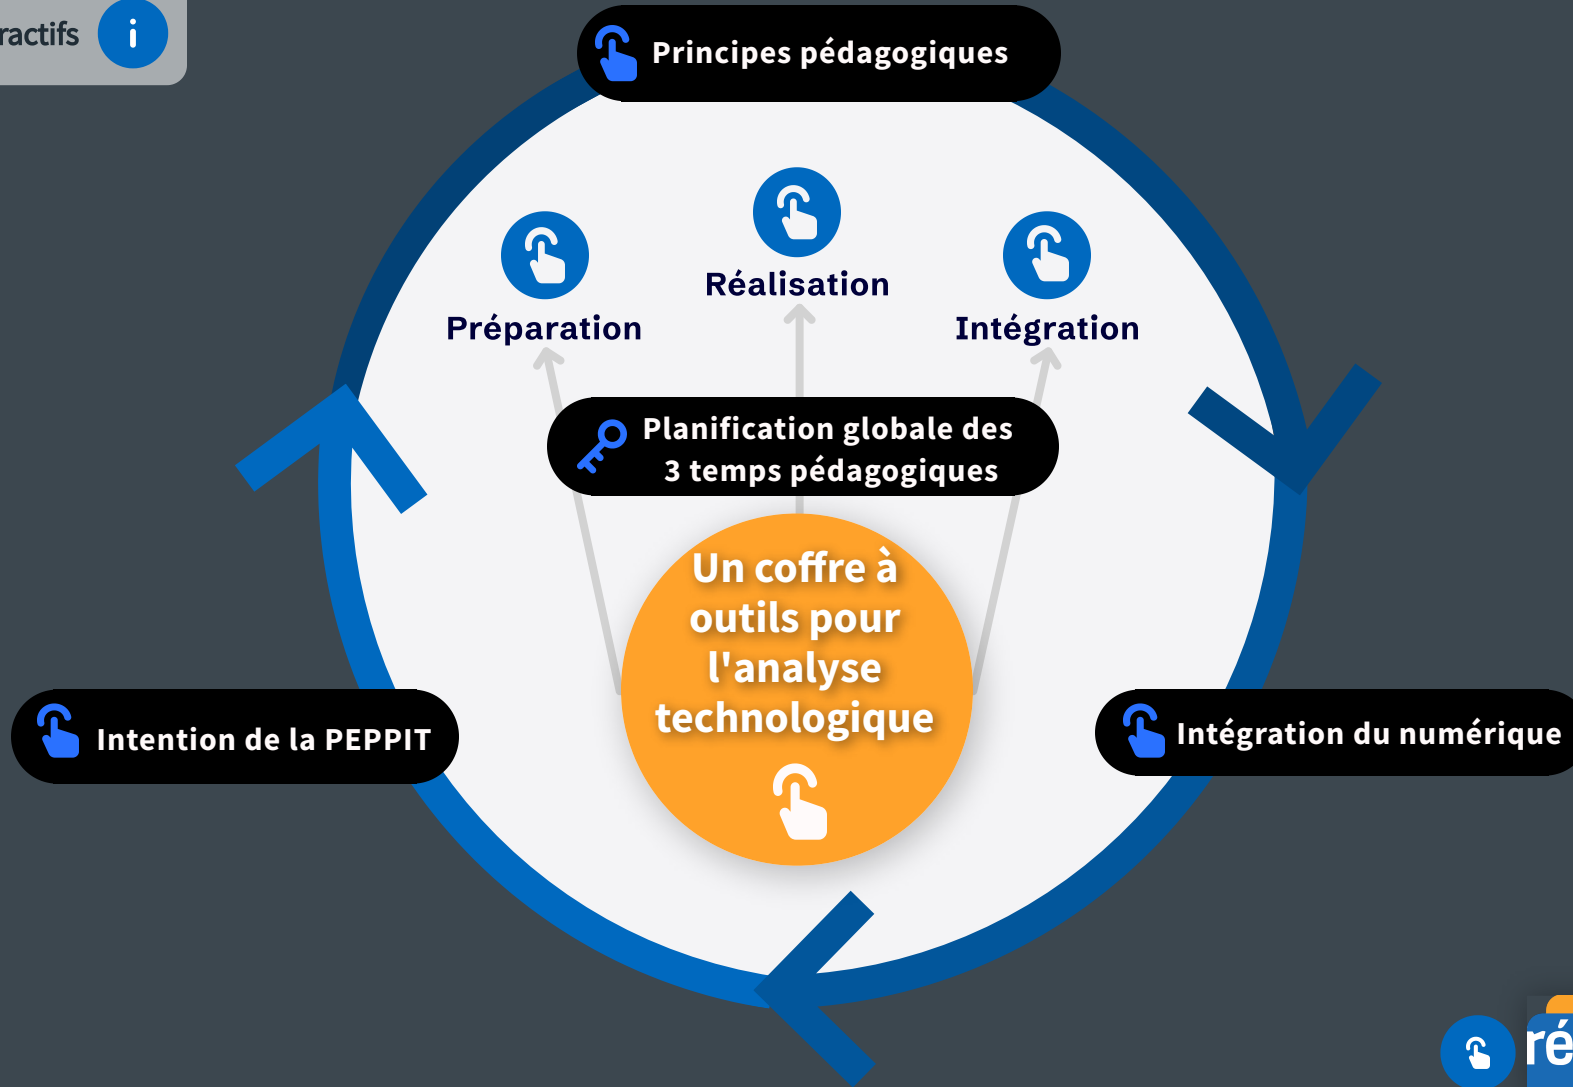 ractifs
Principes pédagogiques
Réalisation
Préparation
Intégration
Planification globale des
3 temps pédagogiques
Un coffre à
outils pour
l'analyse
technologique
Intention de la PEPPIT
Intégration du numérique
ré